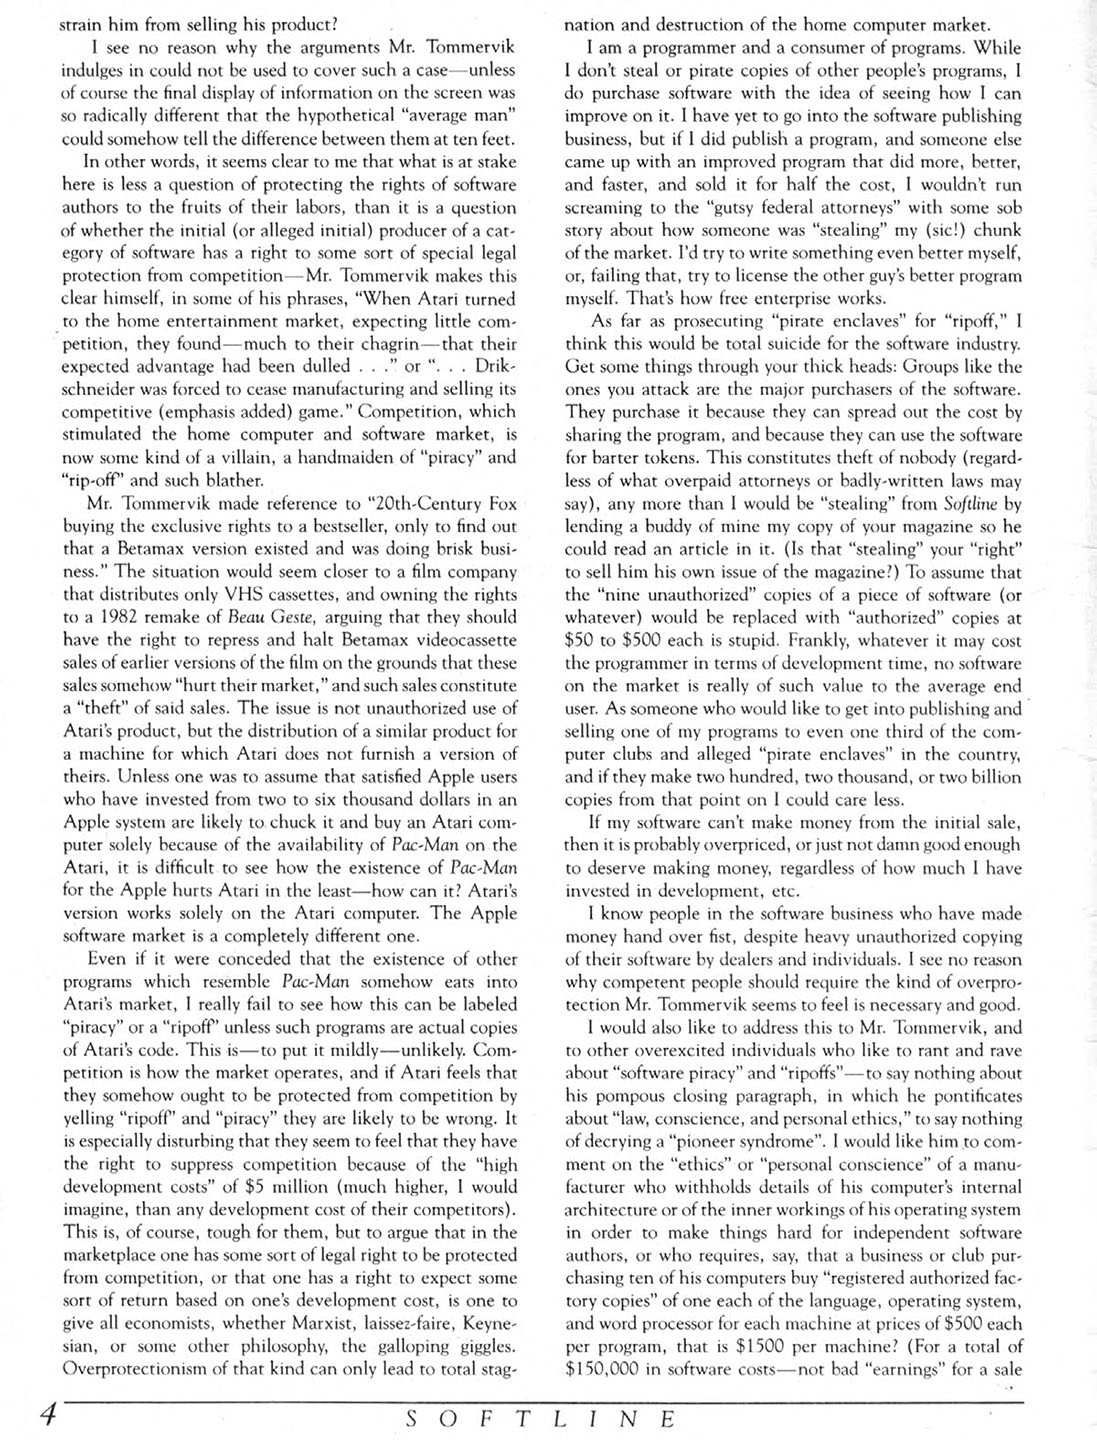 strain him from selling his product?
I see no reason why the arguments Mr. Tommervik
indulges in could not be used to cover such a case—unless
of course the final display of information on the screen was
so radically different that the hypothetical “average man”
could somehow tell the difference between them at ten feet.
In other words, it seems clear to me that what is at stake
here is less a question of protecting the rights of software
authors to the fruits of their labors, than it is a question
of whether the initial (or alleged initial) producer of a cat-
egory of software has a right to some sort of special legal
protection from competition—Mr. Tommervik makes this
clear himself, in some of his phrases, “When Atari turned
to the home entertainment market, expecting little com-
petition, they found—much to their chagrin—that their
expected advantage had been dulled . . .” or “. . . Drik-
schneider was forced to cease manufacturing and selling its
competitive (emphasis added) game.” Competition, which
stimulated the home computer and software market, is
now some kind of a villain, a handmaiden of “piracy” and
“rip-off” and such blather.
Mr. Tommervik made reference to “20th-Century Fox
buying the exclusive rights to a bestseller, only to find out
that a Betamax version existed and was doing brisk busi-
ness.” The situation would seem closer to a film company
that distributes only VHS cassettes, and owning the rights
to a 1982 remake of Beau Geste, arguing that they should
have the right to repress and halt Betamax videocassette
sales of earlier versions of the film on the grounds that these
sales somehow “hurt their market,” and such sales constitute
a “theft” of said sales. The issue is not unauthorized use of
Atari’s product, but the distribution of a similar product for
a machine for which Atari does not furnish a version of
theirs. Unless one was to assume that satisfied Apple users
who have invested from two to six thousand dollars in an
Apple system are likely to chuck it and buy an Atari com-
puter solely because of the availability of Pac-Man on the
Atari, it is difficult to see how the existence of Pac-Man
for the Apple hurts Atari in the least—how can it? Atari’s
version works solely on the Atari computer. The Apple
software market is a completely different one.
Even if it were conceded that the existence of other
programs which resemble Pac-Man somehow eats into
Atari’s market, I really fail to see how this can be labeled
“piracy” or a “ripoff” unless such programs are actual copies
of Atari’s code. This is—to put it mildly—unlikely. Com-
petition is how the market operates, and if Atari feels that
they somehow ought to be protected from competition by
yelling “ripoff” and “piracy” they are likely to be wrong. It
is especially disturbing that they seem to feel that they have
the right to suppress competition because of the “high
development costs” of $5 million (much higher, I would
imagine, than any development cost of their competitors).
This is, of course, tough for them, but to argue that in the
marketplace one has some sort of legal right to be protected
from competition, or that one has a right to expect some
sort of return based on one’s development cost, is one to
give all economists, whether Marxist, laissez-faire, Keyne-
sian, or some other philosophy, the galloping giggles.
Overprotectionism of that kind can only lead to total stag-
nation and destruction of the home computer market.
I am a programmer and a consumer of programs. While
I don’t steal or pirate copies of other people’s programs, I
do purchase software with the idea of seeing how I can
improve on it. I have yet to go into the software publishing
business, but if I did publish a program, and someone else
came up with an improved program that did more, better,
and faster, and sold it for half the cost, I wouldn’t run
screaming to the “gutsy federal attorneys” with some sob
story about how someone was “stealing” my (sic!) chunk
of the market. I’d try to write something even better myself,
or, failing that, try to license the other guy’s better program
myself. That’s how free enterprise works.
As far as prosecuting “pirate enclaves” for “ripoff,” I
think this would be total suicide for the software industry.
Get some things through your thick heads: Groups like the
ones you attack are the major purchasers of the software.
They purchase it because they can spread out the cost by
sharing the program, and because they can use the software
for barter tokens. This constitutes theft of nobody (regard-
less of what overpaid attorneys or badly-written laws may
say), any more than I would be “stealing” from Softline by
lending a buddy of mine my copy of your magazine so he
could read an article in it. (Is that “stealing” your “right”
to sell him his own issue of the magazine?) To assume that
the “nine unauthorized” copies of a piece of software (or
whatever) would be replaced with “authorized” copies at
$50 to $500 each is stupid. Frankly, whatever it may cost
the programmer in terms of development time, no software
on the market is really of such value to the average end
user. As someone who would like to get into publishing and
selling one of my programs to even one third of the com-
puter clubs and alleged “pirate enclaves” in the country,
and if they make two hundred, two thousand, or two billion
copies from that point on I could care less.
If my software can’t make money from the initial sale,
then it is probably overpriced, or just not damn good enough
to deserve making money, regardless of how much I have
invested in development, etc.
I know people in the software business who have made
money hand over fist, despite heavy unauthorized copying
of their software by dealers and individuals. I see no reason
why competent people should require the kind of overpro-
tection Mr. Tommervik seems to feel is necessary and good.
I would also like to address this to Mr. Tommervik, and
to other overexcited individuals who like to rant and rave
about “software piracy” and “ripoffs”—to say nothing about
his pompous closing paragraph, in which he pontificates
about “law, conscience, and personal ethics,” to say nothing
of decrying a “pioneer syndrome”. I would like him to com-
ment on the “ethics” or “personal conscience” of a manu-
facturer who withholds details of his computer’s internal
architecture or of the inner workings of his operating system
in order to make things hard for independent software
authors, or who requires, say, that a business or club pur-
chasing ten of his computers buy “registered authorized fac-
tory copies” of one each of the language, operating system,
and word processor for each machine at prices of $500 each
per program, that is $1500 per machine? (For a total of
$150,000 in software costs—not bad “earnings” for a sale
4 SOFTLINE